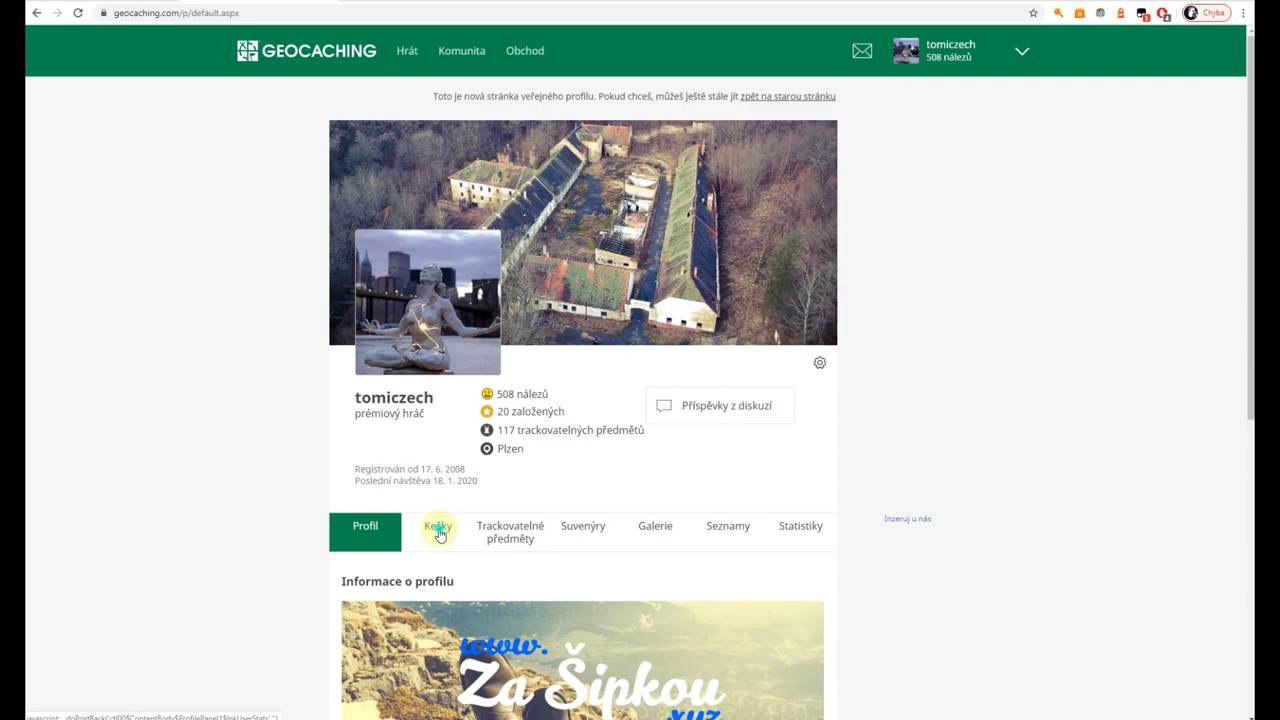 geocaching.com/p/default.aspx
Chyba
GEOCACHING
Hrát
Komunita
Obchod
tomiczech
508 nálezů
Toto je nová stránka veřejného profilu. Pokud chceš, můžeš ještě stále jít zpět na starou stránku
tomiczech
prémiový hráč
508 nálezů
20 založených
117 trackovatelných předmětů
Plzen
Příspěvky z diskuzí
Registrován od 17. 6. 2008
Poslední návštěva 18. 1. 2020
Inzeruj u nás
Profil
Kešky
Trackovatelné
předměty
Suvenýry
Galerie
Seznamy
Statistiky
Informace o profilu
www.
Za Šipkou
.xyz